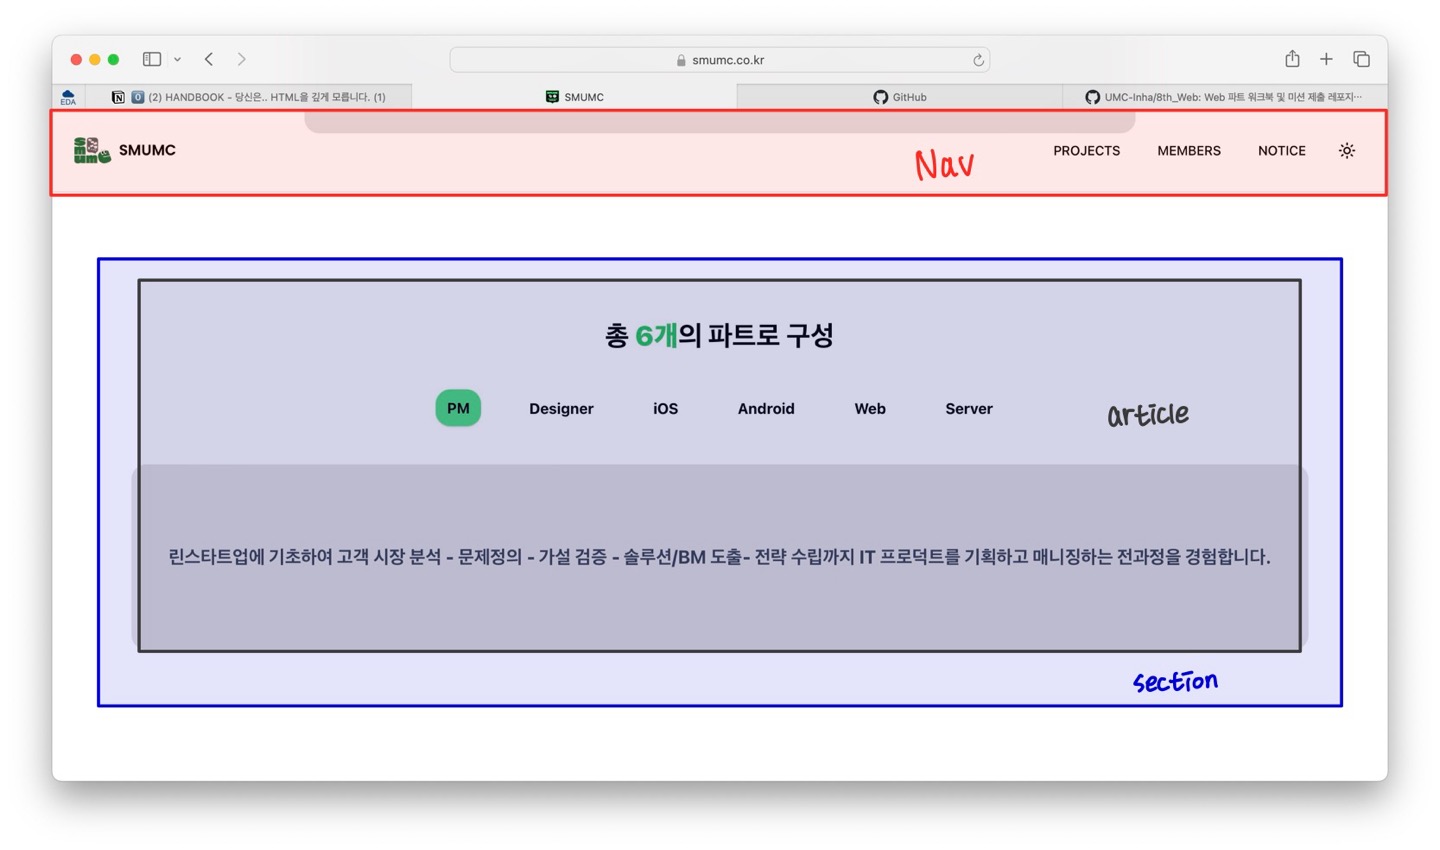 smumc.co.kr
EDA
(2) HANDBOOK - 당신은.. HTML을 깊게 모릅니다. (1)
SMUMC
GitHub
UMC-Inha/8th_Web: Web 파트 워크북 및 미션 제출 레포지…
SMUMC
Nav
PROJECTS
MEMBERS
NOTICE
총 6개의 파트로 구성
PM
Designer
iOS
Android
Web
Server
article
린스타트업에 기초하여 고객 시장 분석 - 문제정의 - 가설 검증 - 솔루션/BM 도출- 전략 수립까지 IT 프로덕트를 기획하고 매니징하는 전과정을 경험합니다.
section